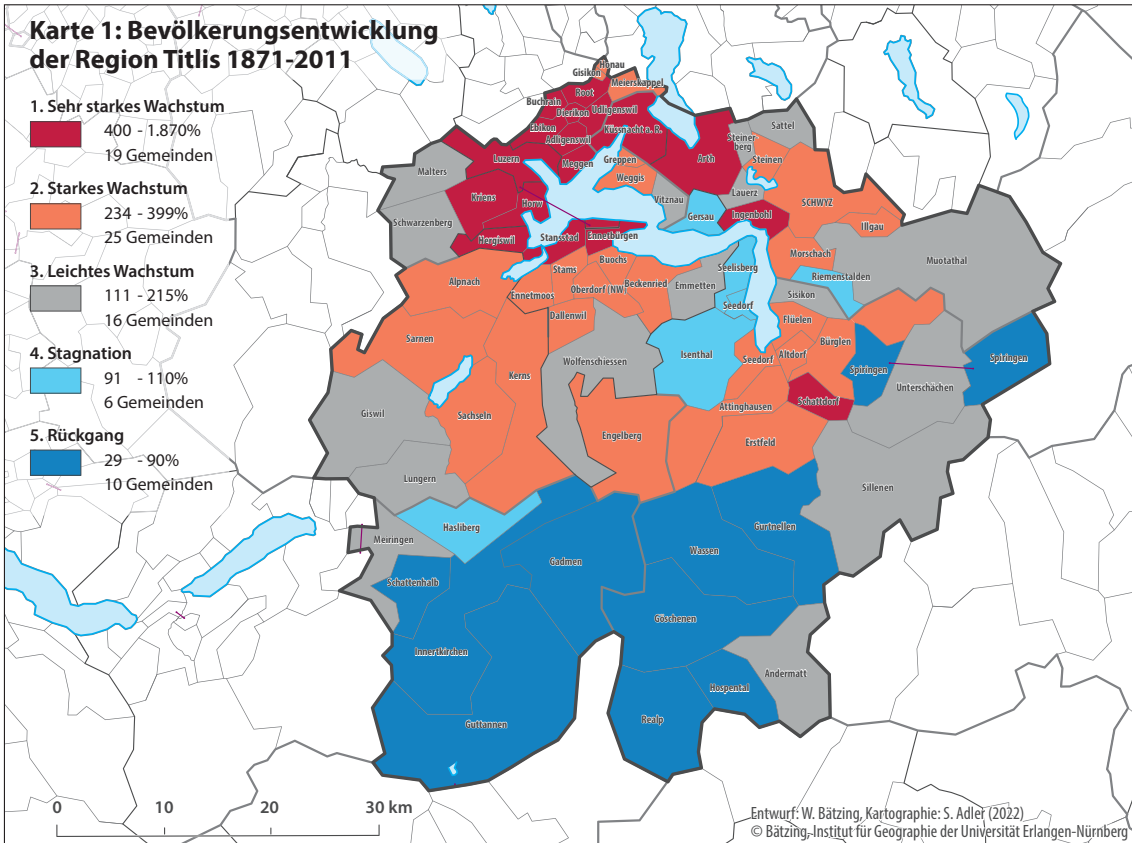 Karte 1: Bevölkerungsentwicklung
der Region Titlis 1871-2011
1. Sehr starkes Wachstum
400 - 1.870%
19 Gemeinden
2. Starkes Wachstum
234 - 399%
25 Gemeinden
3. Leichtes Wachstum
111 - 215%
16 Gemeinden
4. Stagnation
91 - 110%
6 Gemeinden
5. Rückgang
29 - 90%
10 Gemeinden
Honau
Gisikon
Meierskappel
Root
Buchrain
Dierikon
Udligenswil
Ebikon
Adligenswil
Küssnacht a. R.
Sattel
Steiner
berg
Steinen
Arth
Luzern
Meggen
Greppen
Weggis
Malters
Lauerz
Vitznau
Kriens
Horw
Gersau
Ingenbohl
SCHWYZ
Schwarzenberg
Illgau
Hergiswil
Stansstad
Ennetbürgen
Morschach
Muotathal
Buochs
Stams
Seelisberg
Riemenstalden
Alpnach
Ennetmoos
Oberdorf (NW)
Beckenried
Emmetten
Sisikon
Seedorf
Dallenwil
Flüelen
Sarnen
Bürglen
Wolfenschiessen
Isenthal
Seedorf
Altdorf
Spiringen
Spiringen
Kerns
Unterschächen
Schattdorf
Attinghausen
Giswil
Sachseln
Engelberg
Erstfeld
Lungern
Sillenen
Hasliberg
Gurtnellen
Meiringen
Wassen
Gadmen
Schattenhalb
Göschenen
Innertkirchen
Andermatt
Hospental
Guttannen
Realp
0 10 20 30 km
Entwurf: W. Bätzing, Kartographie: S. Adler (2022)
© Bätzing, Institut für Geographie der Universität Erlangen-Nürnberg